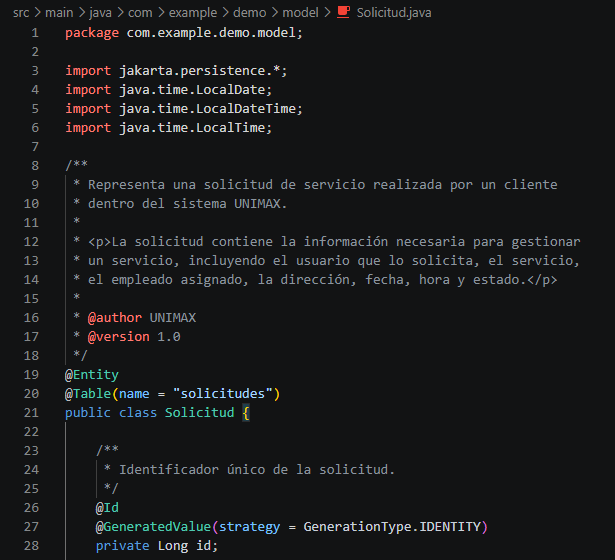 src > main > java > com > example > demo > model > Solicitud.java
1 package com.example.demo.model;
2
3 import jakarta.persistence.*;
4 import java.time.LocalDate;
5 import java.time.LocalDateTime;
6 import java.time.LocalTime;
7
8 /**
9  * Representa una solicitud de servicio realizada por un cliente
10  * dentro del sistema UNIMAX.
11  *
12  * <p>La solicitud contiene la información necesaria para gestionar
13  * un servicio, incluyendo el usuario que lo solicita, el servicio,
14  * el empleado asignado, la dirección, fecha, hora y estado.</p>
15  *
16  * @author UNIMAX
17  * @version 1.0
18  */
19 @Entity
20 @Table(name = "solicitudes")
21 public class Solicitud {
22
23     /**
24      * Identificador único de la solicitud.
25      */
26     @Id
27     @GeneratedValue(strategy = GenerationType.IDENTITY)
28     private Long id;